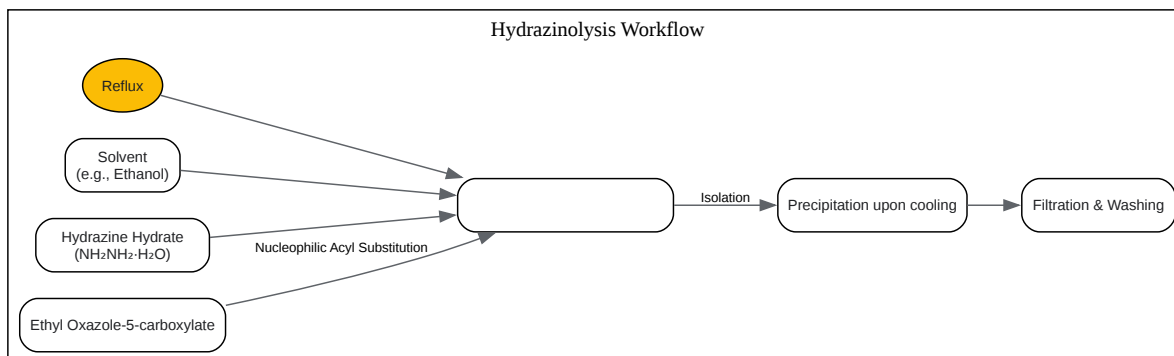 Hydrazinolysis Workflow
Reflux
Solvent
(e.g., Ethanol)
Hydrazine Hydrate
(NH₂NH₂·H₂O)
Nucleophilic Acyl Substitution
Ethyl Oxazole-5-carboxylate
Isolation
Precipitation upon cooling
Filtration & Washing